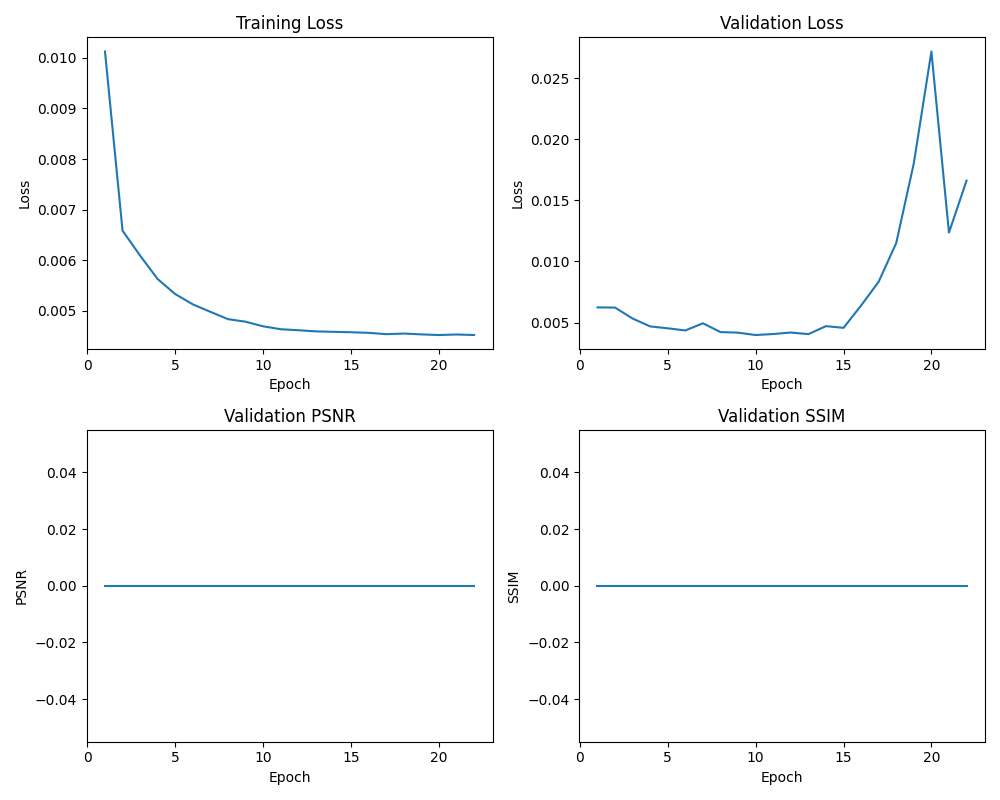 Training Loss
0.010
0.009
0.008
0.007
0.006
0.005
Loss
0 5 10 15 20
Epoch
Validation Loss
0.025
0.020
0.015
0.010
0.005
Loss
0 5 10 15 20
Epoch
Validation PSNR
0.04
0.02
0.00
−0.02
−0.04
PSNR
0 5 10 15 20
Epoch
Validation SSIM
0.04
0.02
0.00
−0.02
−0.04
SSIM
0 5 10 15 20
Epoch